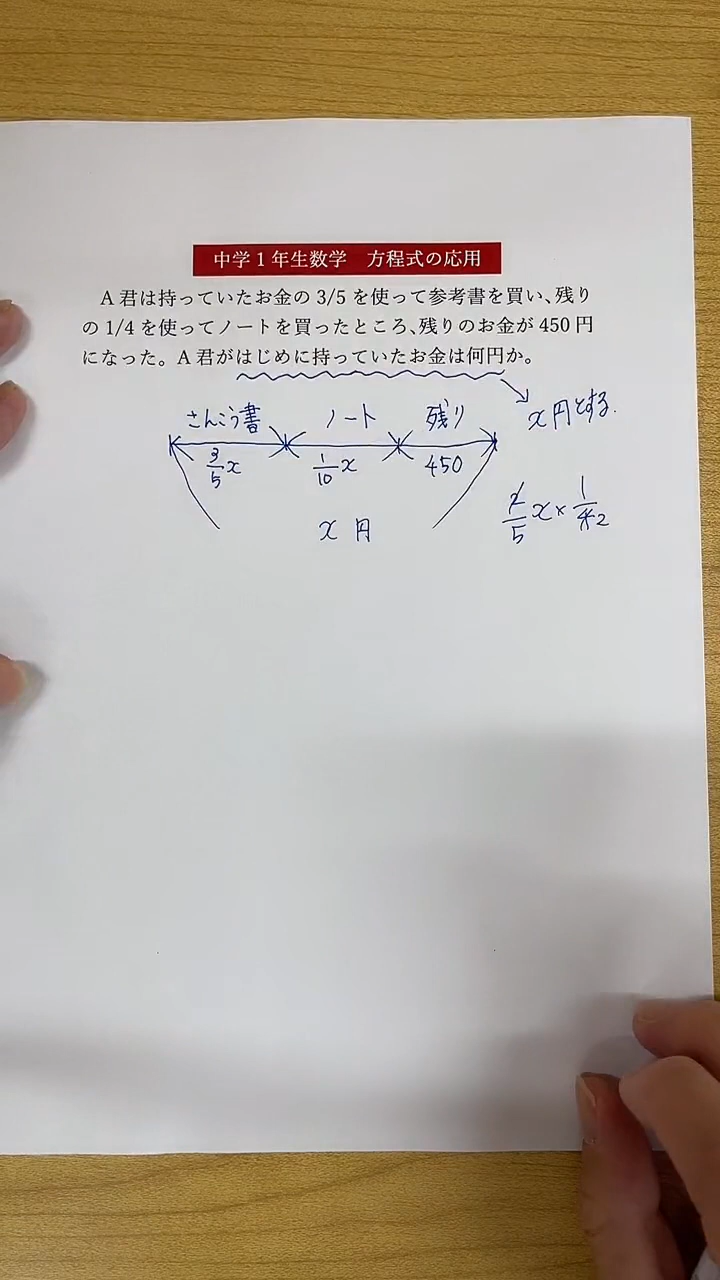 中学1年生数学 方程式の応用
A君は持っていたお金の3/5を使って参考書を買い、残り
の1/4を使ってノートを買ったところ、残りのお金が450円
になった。A君がはじめに持っていたお金は何円か。
x円とする.
さんこう書 ノート 残り
3/5x 1/10x 450
x円
2/5x×1/4 2